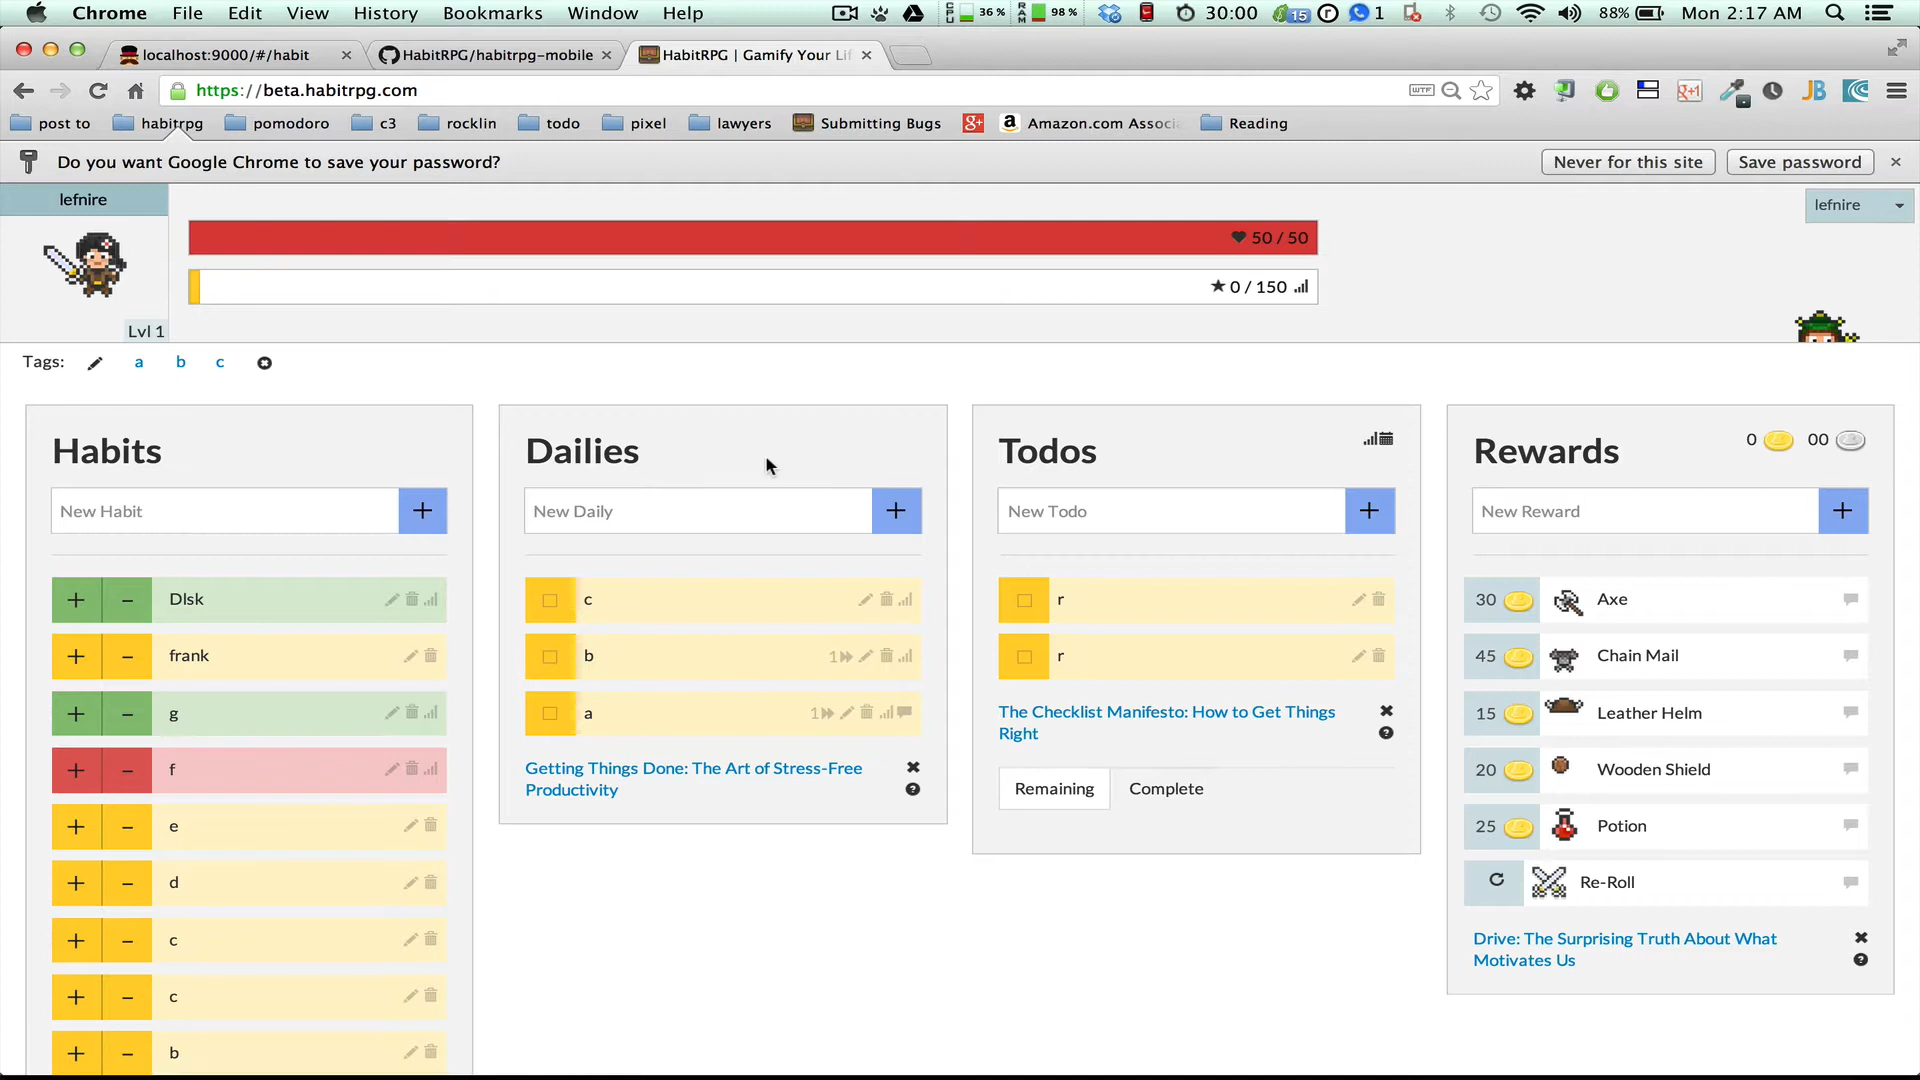 Chrome File Edit View History Bookmarks Window Help 36 % 98 % 15 30:00 1 88% Mon 2:17 AM
localhost:9000/#/habit HabitRPG/habitrpg-mobile HabitRPG | Gamify Your Li
https://beta.habitrpg.com WTF g+1 JB
post to habitrpg pomodoro c3 rocklin todo pixel lawyers Submitting Bugs g+ a Amazon.com Associa Reading
Do you want Google Chrome to save your password? Never for this site Save password
lefnire
lefnire
50 / 50
0 / 150
Lvl 1
Tags: a b c
Habits
New Habit
Dlsk
frank
g
f
e
d
c
c
b
Dailies
New Daily
c
b 1
a 1
Getting Things Done: The Art of Stress-Free
Productivity
Todos
New Todo
r
r
The Checklist Manifesto: How to Get Things
Right
Remaining Complete
Rewards 0 00
New Reward
30 Axe
45 Chain Mail
15 Leather Helm
20 Wooden Shield
25 Potion
Re-Roll
Drive: The Surprising Truth About What
Motivates Us